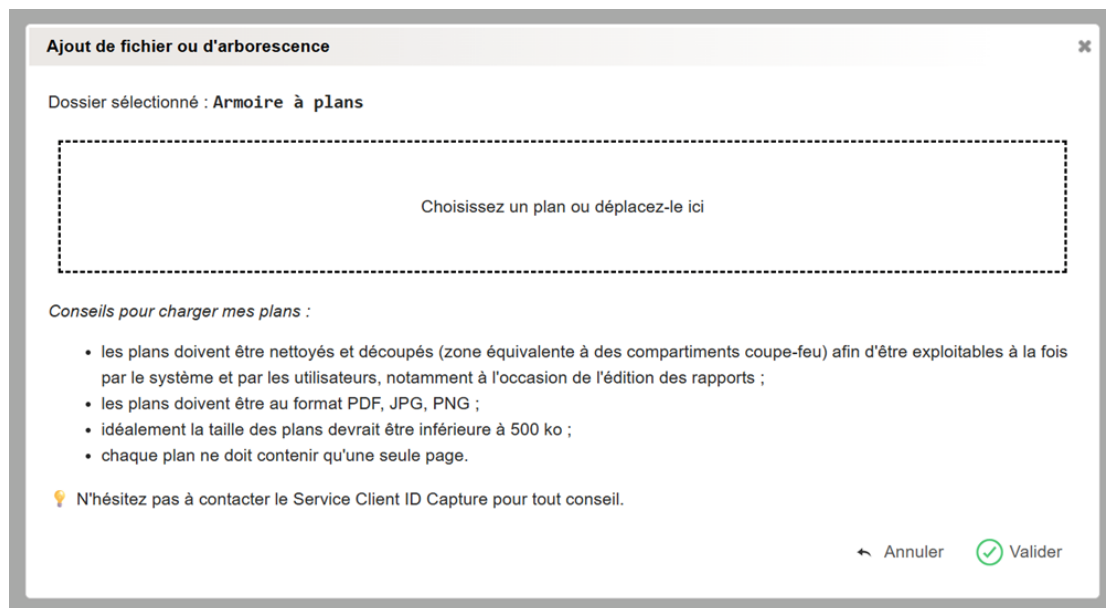 Ajout de fichier ou d'arborescence
Dossier sélectionné : Armoire à plans
Choisissez un plan ou déplacez-le ici
Conseils pour charger mes plans :
• les plans doivent être nettoyés et découpés (zone équivalente à des compartiments coupe-feu) afin d'être exploitables à la fois
par le système et par les utilisateurs, notamment à l'occasion de l'édition des rapports ;
• les plans doivent être au format PDF, JPG, PNG ;
• idéalement la taille des plans devrait être inférieure à 500 ko ;
• chaque plan ne doit contenir qu'une seule page.
N'hésitez pas à contacter le Service Client ID Capture pour tout conseil.
Annuler Valider